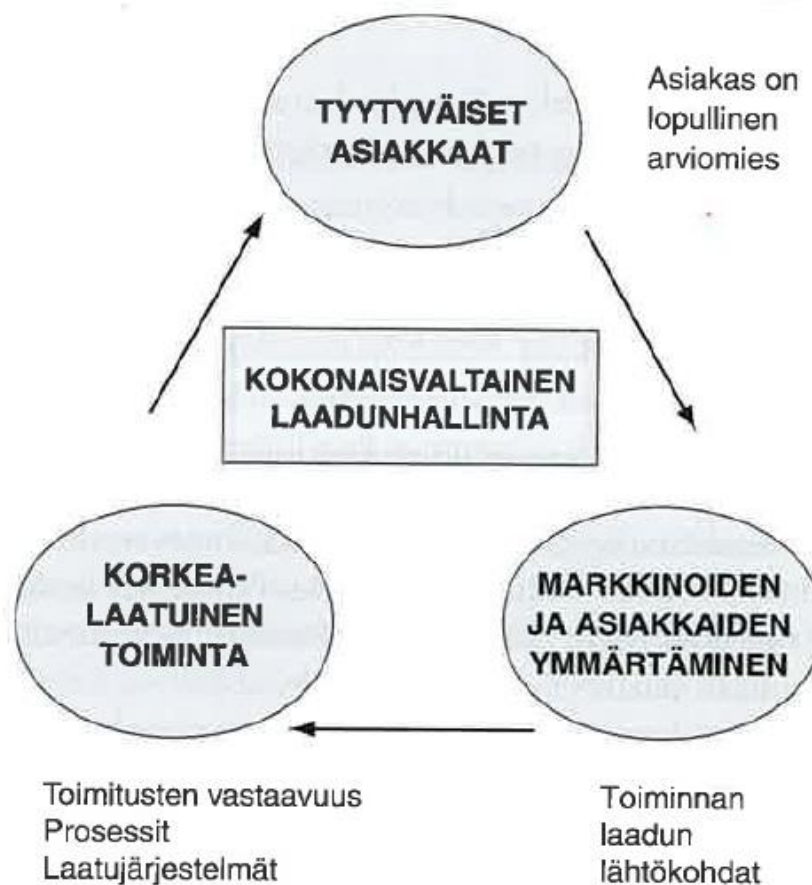 TYYTYVÄISET
ASIAKKAAT
Asiakas on
lopullinen
arviomies
KOKONAISVALTAINEN
LAADUNHALLINTA
KORKEA-
LAATUINEN
TOIMINTA
MARKKINOIDEN
JA ASIAKKAIDEN
YMMÄRTÄMINEN
Toimitusten vastaavuus
Prosessit
Laatujärjestelmät
Toiminnan
laadun
lähtökohdat